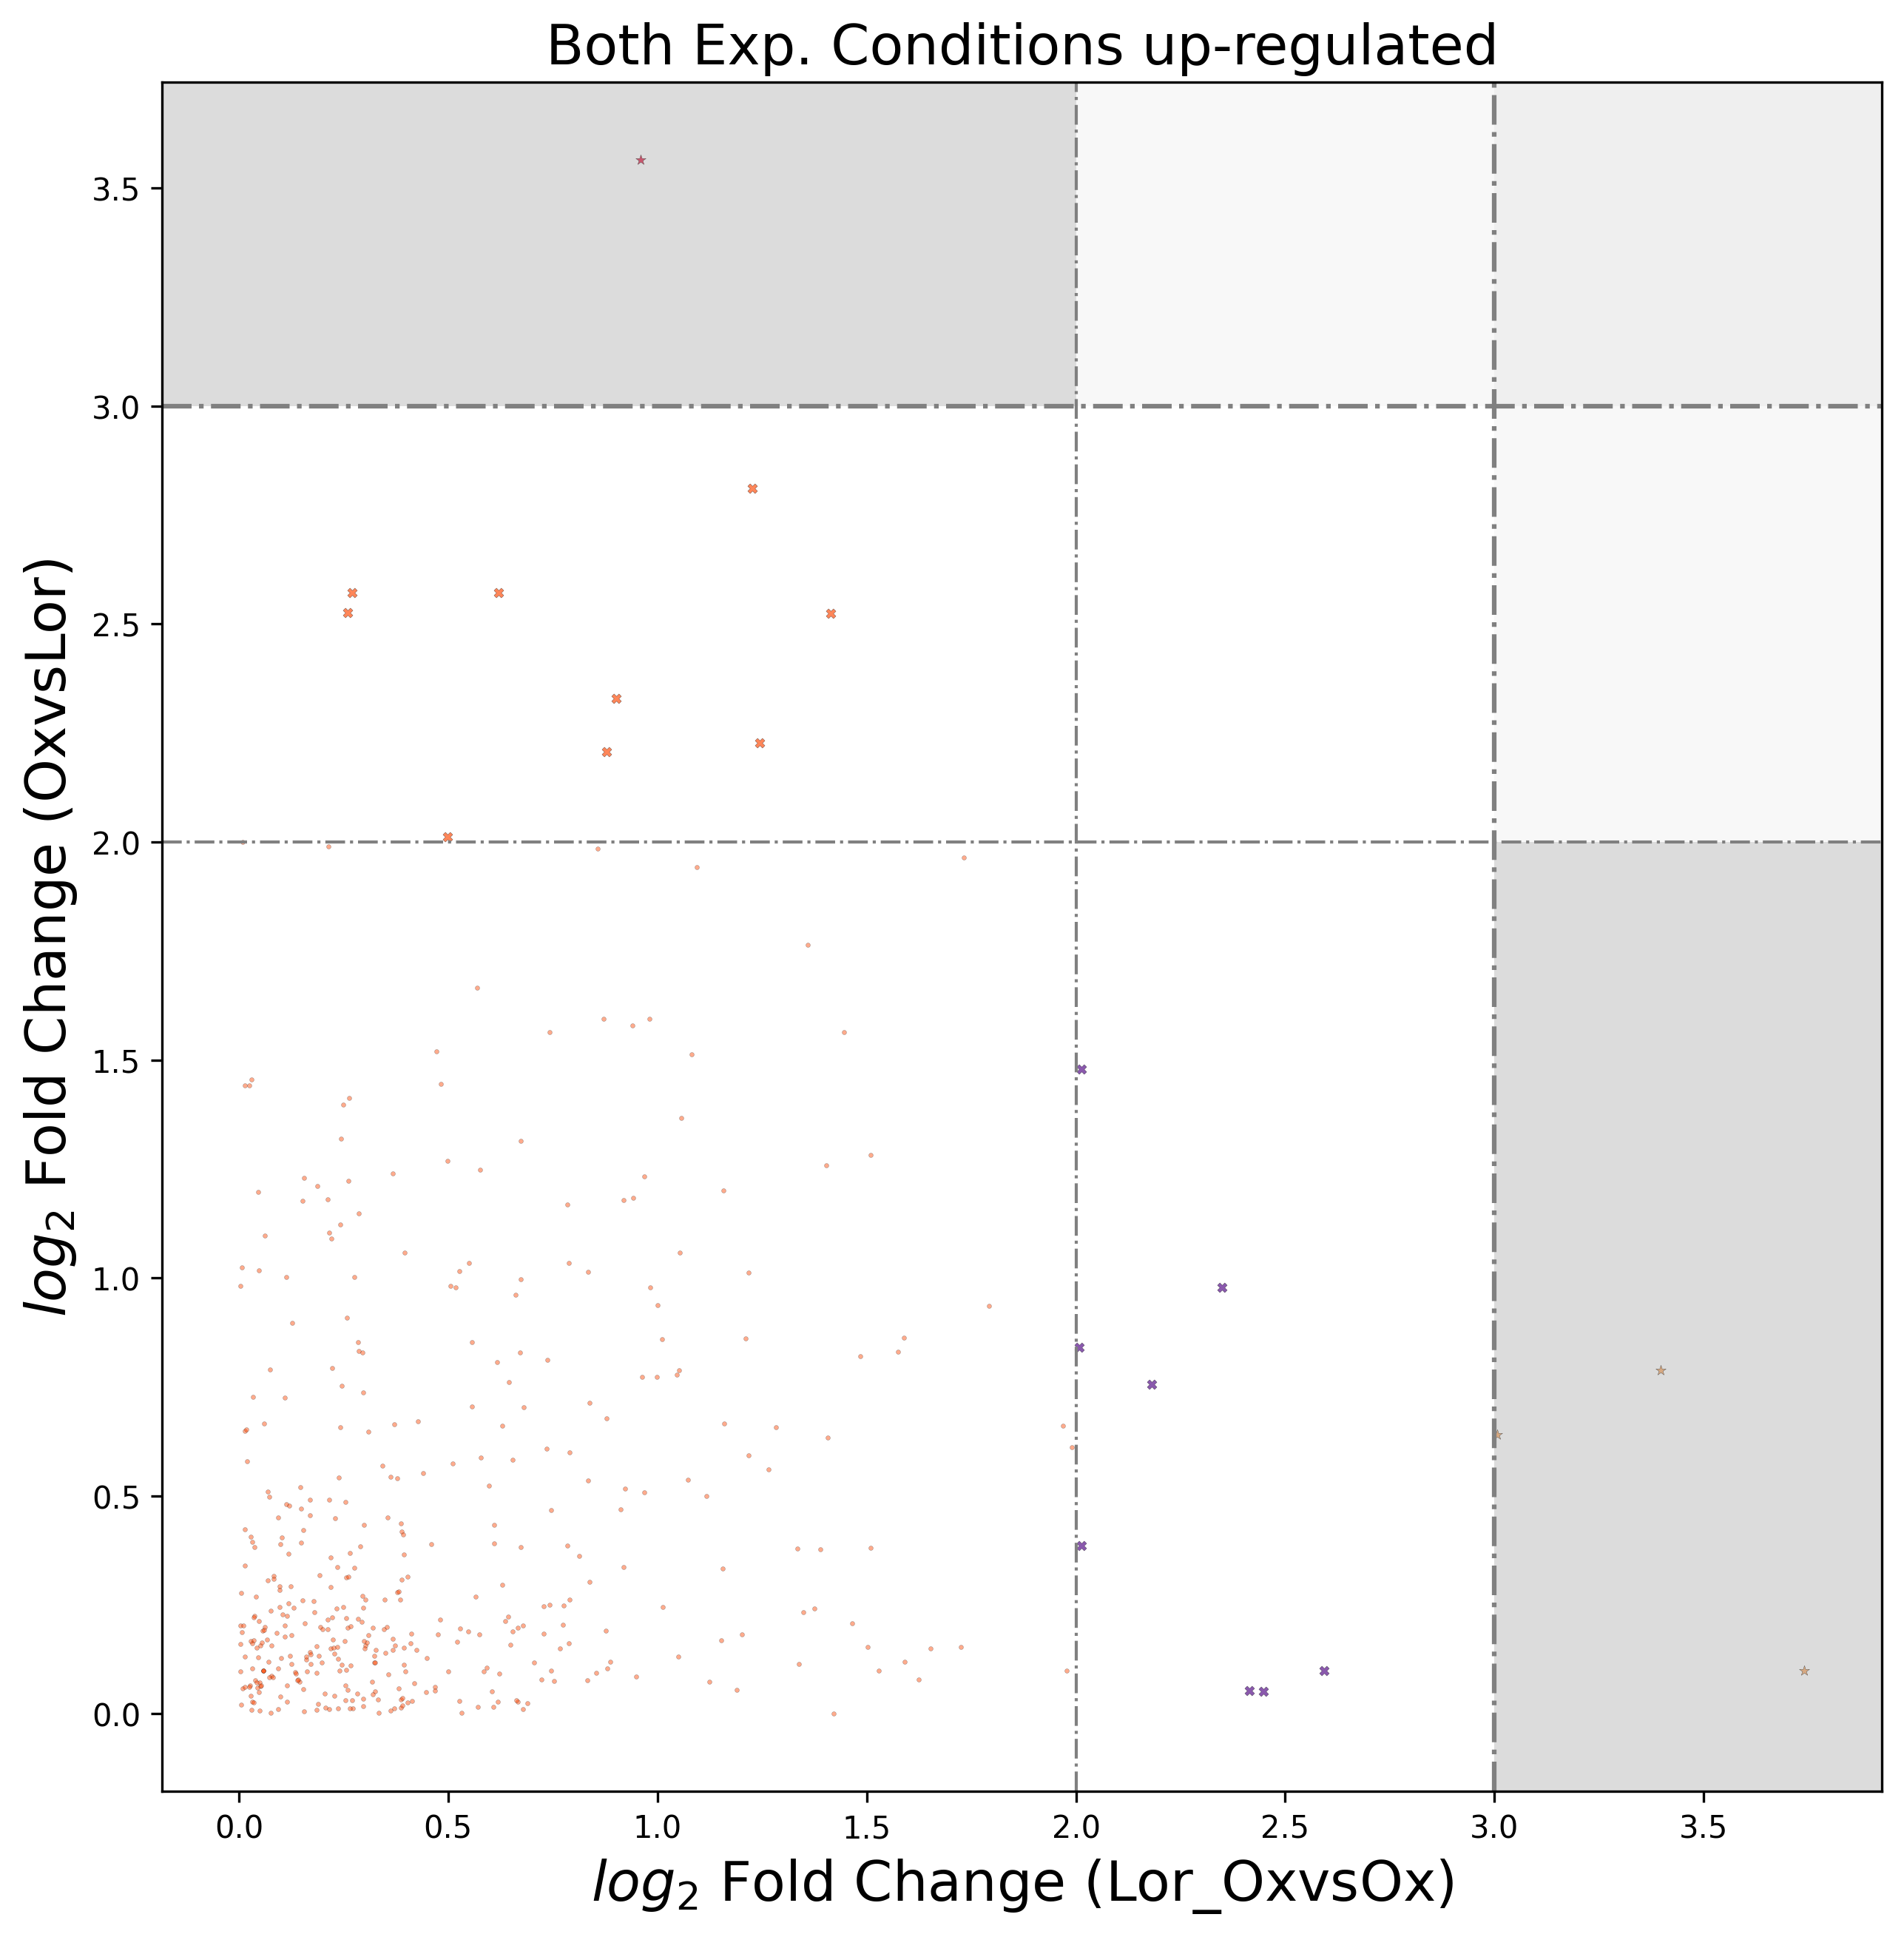 Both Exp. Conditions up-regulated
log2 Fold Change (OxvsLor)
3.5
3.0
2.5
2.0
1.5
1.0
0.5
0.0
0.0 0.5 1.0 1.5 2.0 2.5 3.0 3.5
log2 Fold Change (Lor_OxvsOx)